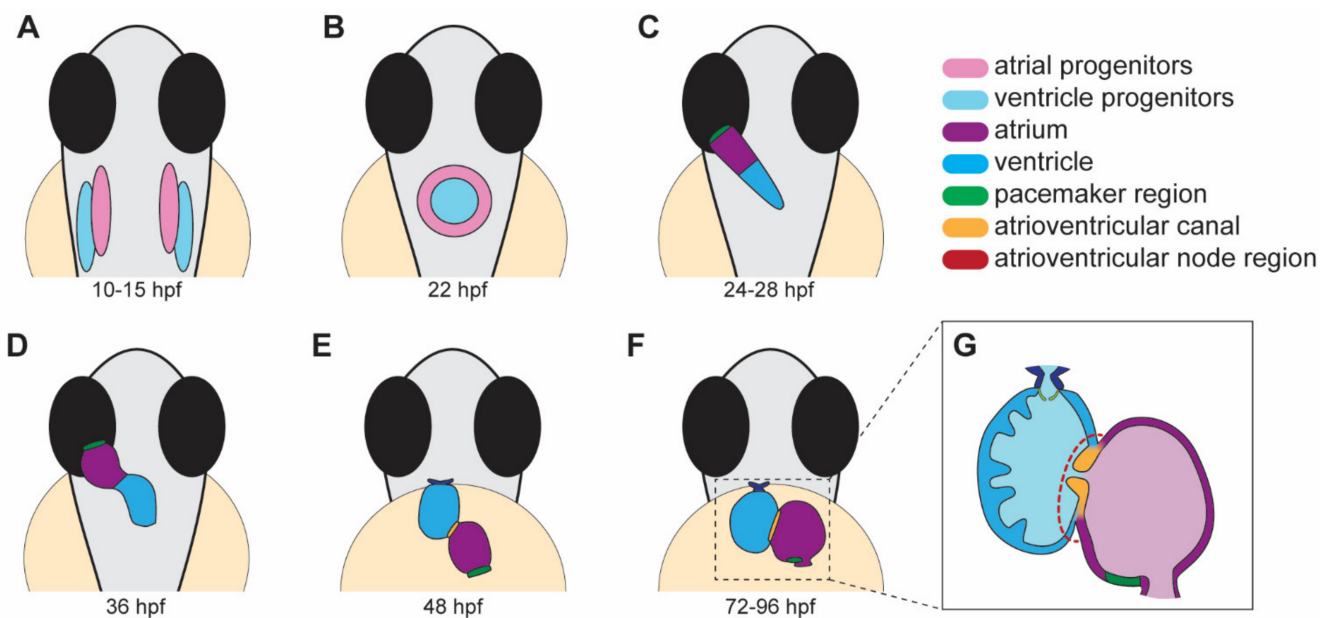 A
B
C
atrial progenitors
ventricle progenitors
atrium
ventricle
pacemaker region
atrioventricular canal
atrioventricular node region
10-15 hpf
22 hpf
24-28 hpf
D
E
F
G
36 hpf
48 hpf
72-96 hpf